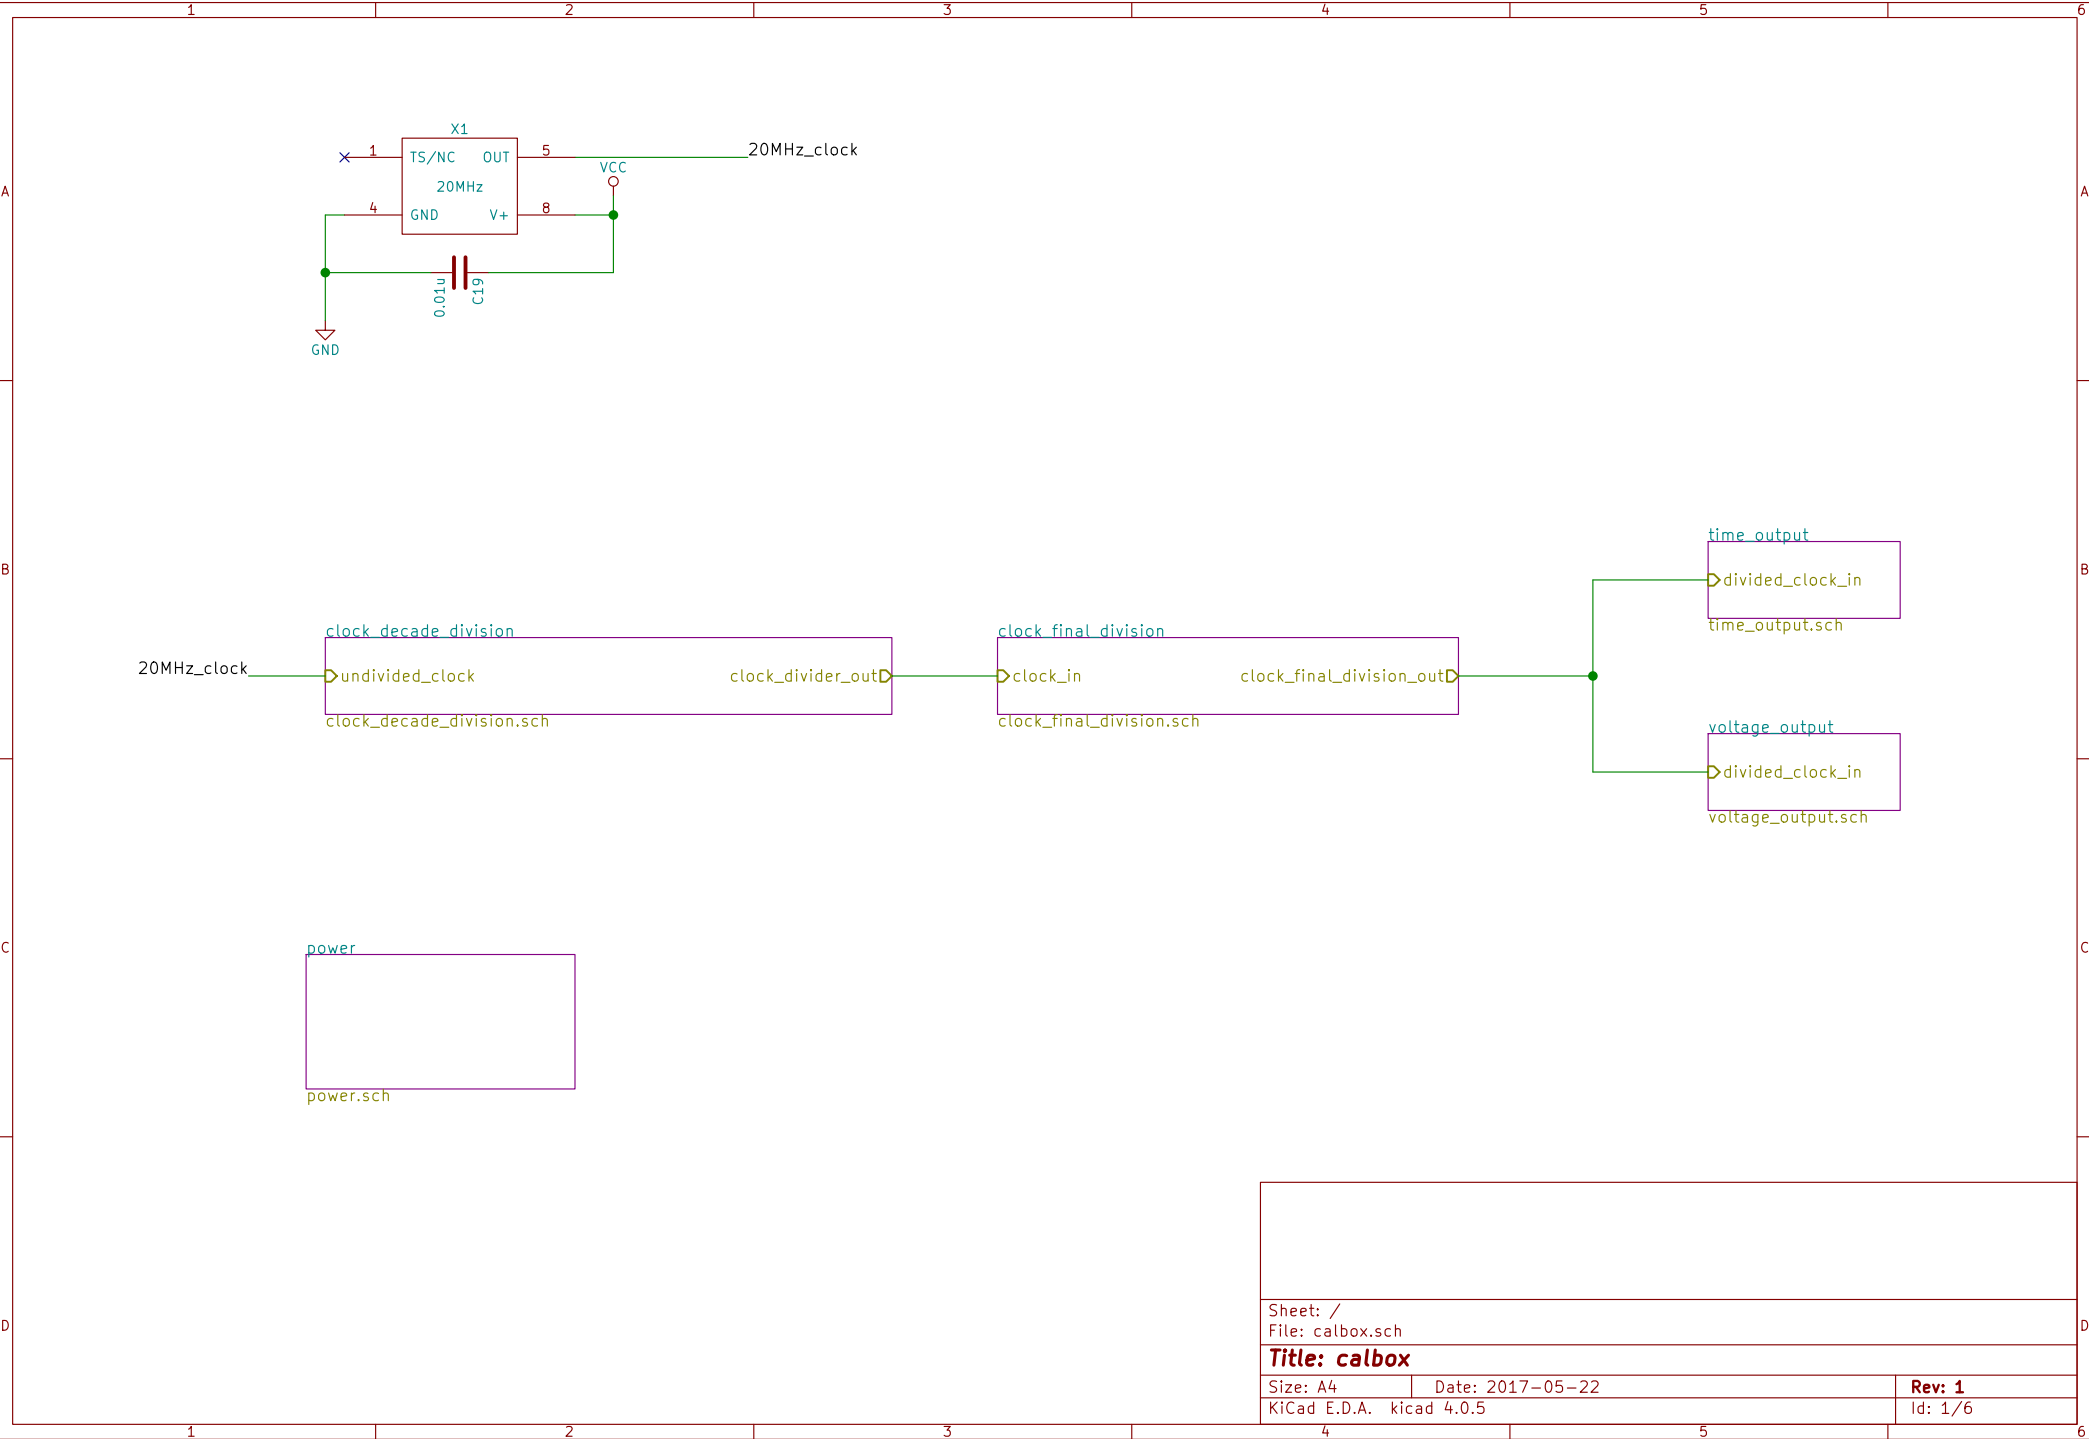 1 2 3 4 5 6
X1
1 TS/NC OUT 5 20MHz_clock
VCC
20MHz
A A
4 GND V+ 8
0.01u C19
GND
time_output
B divided_clock_in B
time_output.sch
clock_decade_division clock_final_division
20MHz_clock undivided_clock clock_divider_out clock_in clock_final_division_out
clock_decade_division.sch clock_final_division.sch
voltage_output
divided_clock_in
voltage_output.sch
C power C
power.sch
Sheet: /
D File: calbox.sch D
Title: calbox
Size: A4 Date: 2017-05-22 Rev: 1
KiCad E.D.A. kicad 4.0.5 Id: 1/6
1 2 3 4 5 6